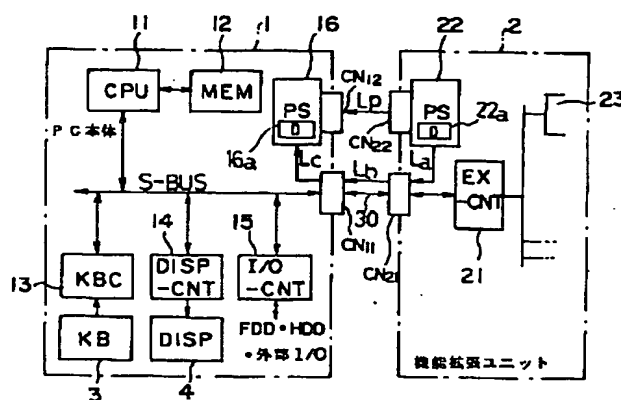 11
12
16
1
22
2
CPU
MEM
PS
D
16a
CN12
Lp
CN22
PS
D
22a
23
PC本体
Lc
La
Lb
S-BUS
30
EX
-CNT
21
CN11
CN21
14
15
13
KBC
DISP
-CNT
I/O
-CNT
KB
DISP
FDD・HDD
・外部I/O
3
4
機能拡張ユニット